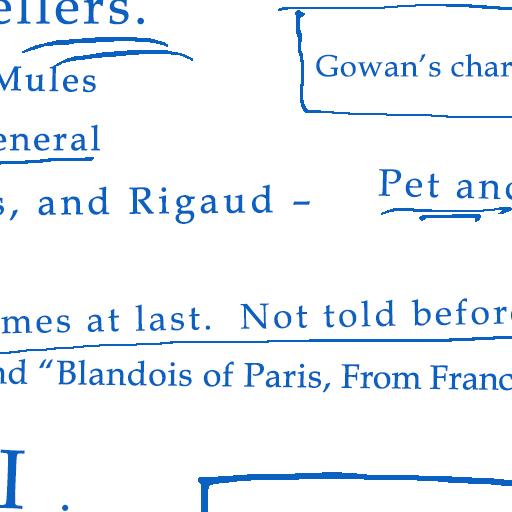 ellers.
Mules
Gowan's char
eneral
s, and Rigaud –
Pet and
mes at last. Not told before
nd “Blandois of Paris, From Franc
I .